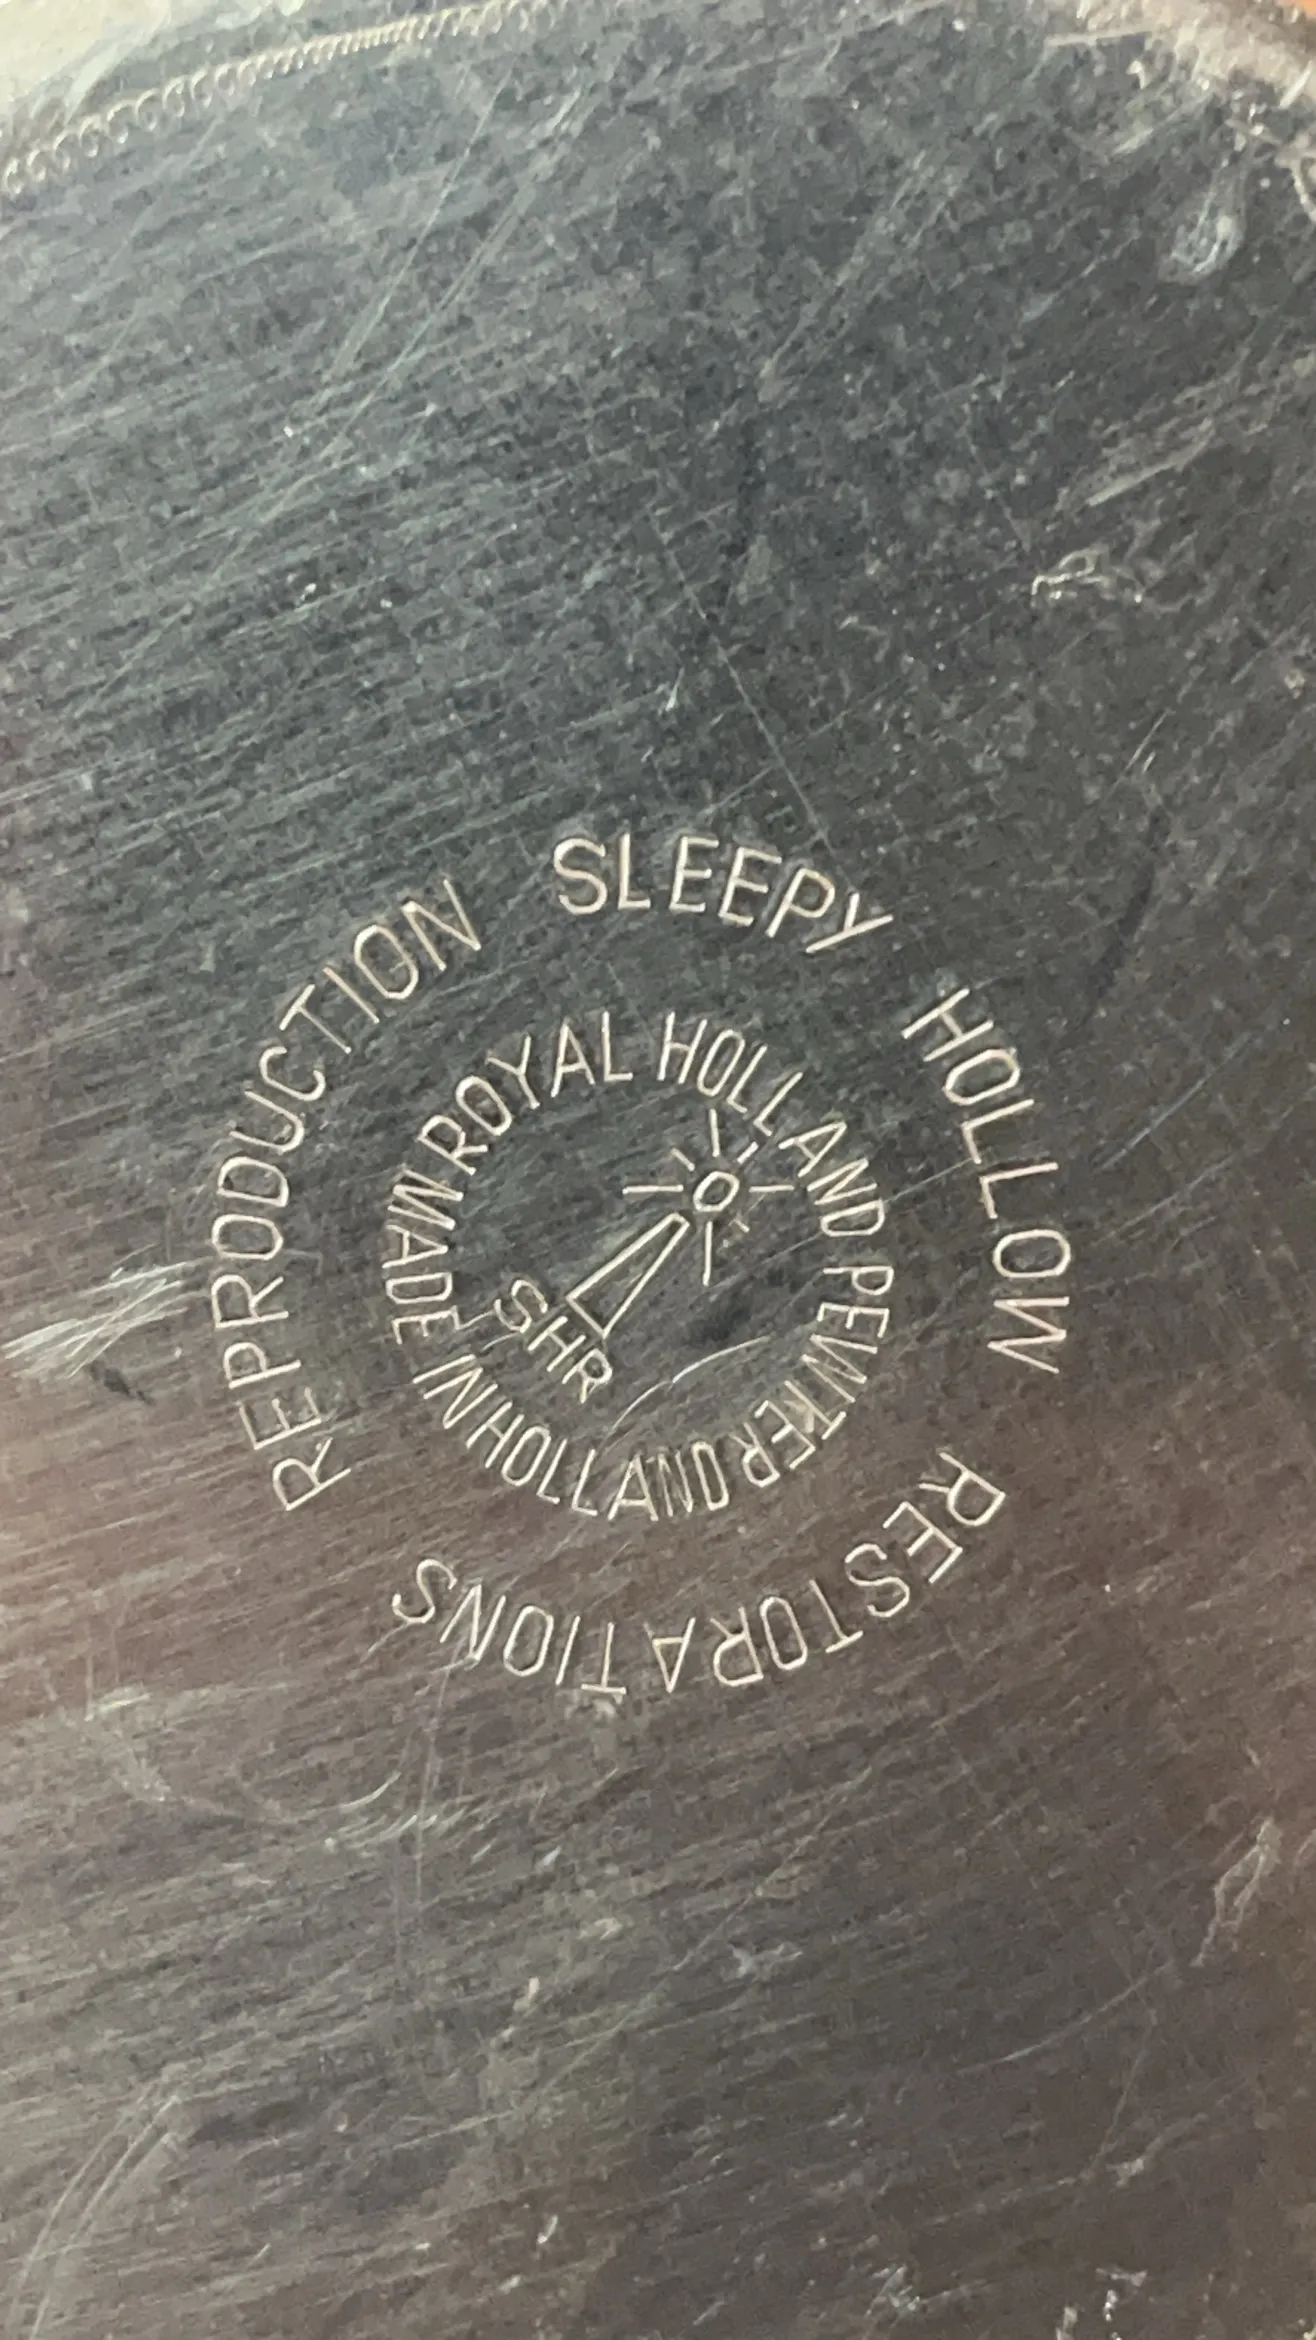 REPRODUCTION SLEEPY HOLLOW RESTORATIONS
ROYAL HOLLAND PEWTER
D MADE IN HOLLAND
SHR